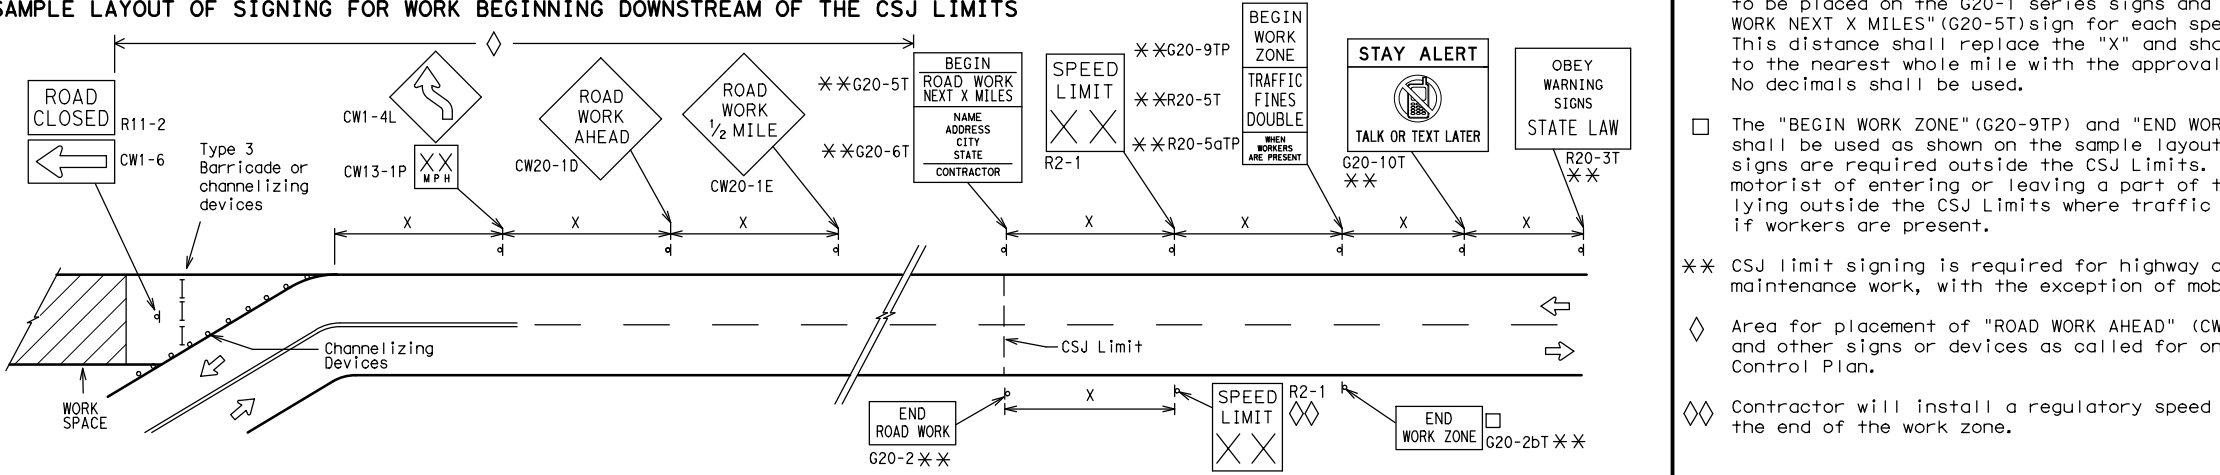 SAMPLE LAYOUT OF SIGNING FOR WORK BEGINNING DOWNSTREAM OF THE CSJ LIMITS
ROAD
CLOSED
R11-2
CW1-6
Type 3
Barricade or
channelizing
devices
CW1-4L
CW13-1P
XX
MPH
ROAD
WORK
AHEAD
CW20-1D
ROAD
WORK
1/2 MILE
CW20-1E
**G20-5T
**G20-6T
BEGIN
ROAD WORK
NEXT X MILES
NAME
ADDRESS
CITY
STATE
CONTRACTOR
SPEED
LIMIT
XX
R2-1
**G20-9TP
**R20-5T
**R20-5aTP
BEGIN
WORK
ZONE
TRAFFIC
FINES
DOUBLE
WHEN
WORKERS
ARE PRESENT
STAY ALERT
TALK OR TEXT LATER
G20-10T
**
OBEY
WARNING
SIGNS
STATE LAW
R20-3T
**
X
X
X
X
X
X
X
Channelizing
Devices
CSJ Limit
WORK
SPACE
X
END
ROAD WORK
G20-2**
SPEED
LIMIT
XX
R2-1
END
WORK ZONE
G20-2bT**
to be placed on the G20-1 series signs and
WORK NEXT X MILES"(G20-5T)sign for each
This distance shall replace the "X" and
to the nearest whole mile with the approval
No decimals shall be used.
□ The "BEGIN WORK ZONE"(G20-9TP) and "END
shall be used as shown on the sample layout
signs are required outside the CSJ Limits.
motorist of entering or leaving a part of
lying outside the CSJ Limits where traffic
if workers are present.
** CSJ limit signing is required for highway
maintenance work, with the exception of
◇ Area for placement of "ROAD WORK AHEAD"
and other signs or devices as called for on
Control Plan.
◇◇ Contractor will install a regulatory speed
the end of the work zone.